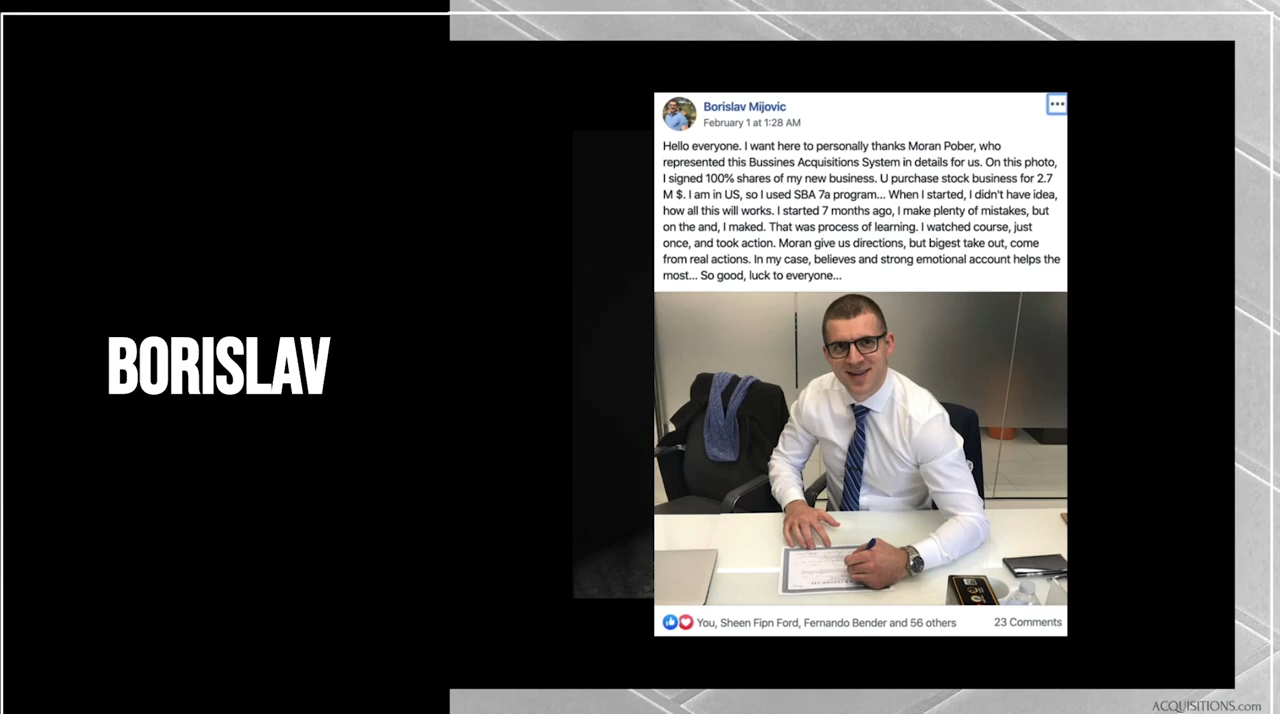 BORISLAV
Borislav Mijovic
February 1 at 1:28 AM
Hello everyone. I want here to personally thanks Moran Pober, who
represented this Bussines Acquisitions System in details for us. On this photo,
I signed 100% shares of my new business. U purchase stock business for 2.7
M $. I am in US, so I used SBA 7a program... When I started, I didn't have idea,
how all this will works. I started 7 months ago, I make plenty of mistakes, but
on the and, I maked. That was process of learning. I watched course, just
once, and took action. Moran give us directions, but bigest take out, come
from real actions. In my case, believes and strong emotional account helps the
most... So good, luck to everyone...
You, Sheen Fipn Ford, Fernando Bender and 56 others
23 Comments
ACQUISITIONS.com